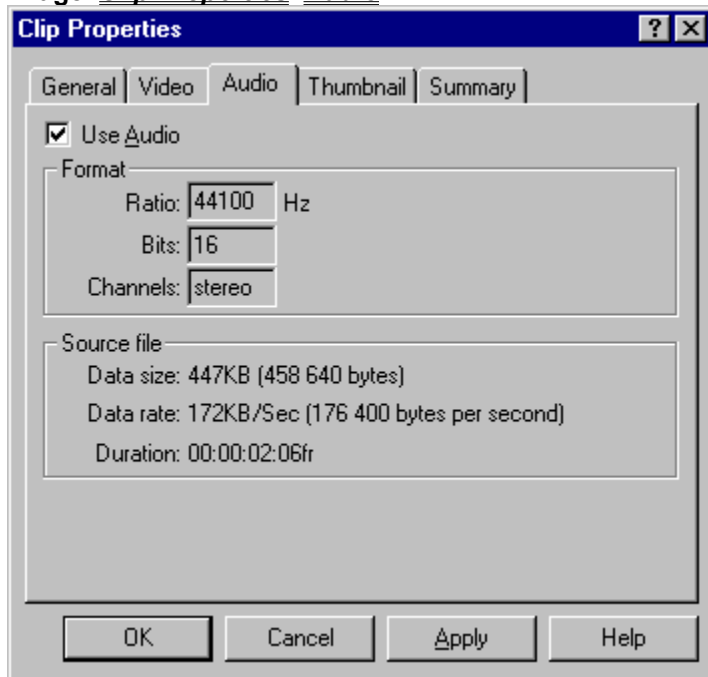 Clip Properties
General Video Audio Thumbnail Summary
Use Audio
Format
Ratio: 44100 Hz
Bits: 16
Channels: stereo
Source file
Data size: 447KB (458 640 bytes)
Data rate: 172KB/Sec (176 400 bytes per second)
Duration: 00:00:02:06fr
OK Cancel Apply Help